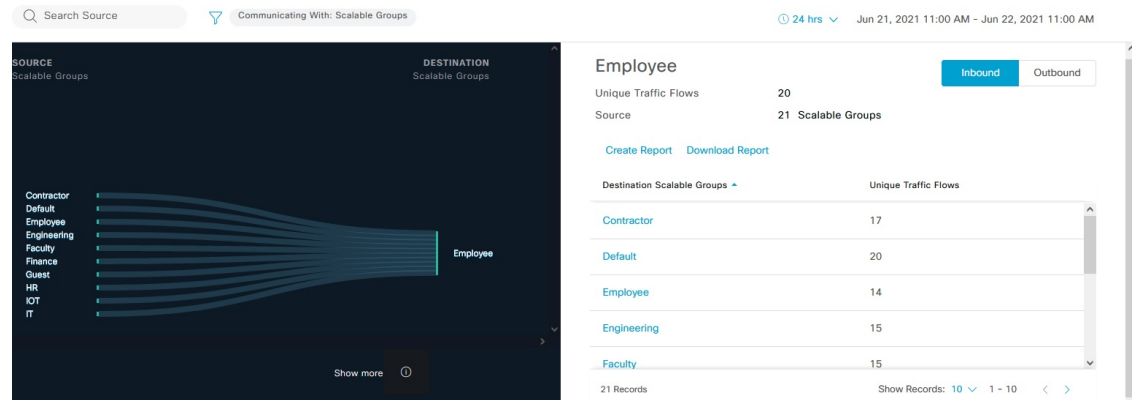 Search Source
Communicating With: Scalable Groups
24 hrs
Jun 21, 2021 11:00 AM - Jun 22, 2021 11:00 AM
SOURCE
Scalable Groups
DESTINATION
Scalable Groups
Contractor
Default
Employee
Engineering
Faculty
Finance
Guest
HR
IOT
IT
Employee
Show more
Employee
Inbound
Outbound
Unique Traffic Flows 20
Source 21 Scalable Groups
Create Report Download Report
Destination Scalable Groups Unique Traffic Flows
Contractor 17
Default 20
Employee 14
Engineering 15
Faculty 15
21 Records Show Records: 10 1 - 10